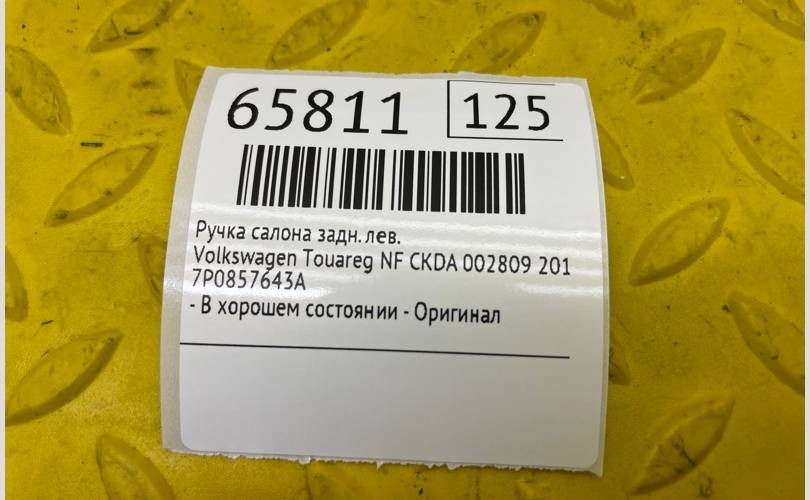 65811 125
Ручка салона задн. лев.
Volkswagen Touareg NF CKDA 002809 201
7P0857643A
- В хорошем состоянии - Оригинал